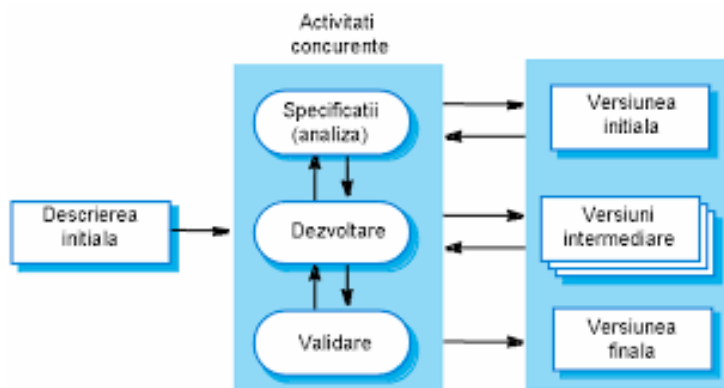 Activitati
concurente
Specificatii
(analiza)
Versiunea
initiala
Descrierea
initiala
Dezvoltare
Versiuni
intermediare
Validare
Versiunea
finala